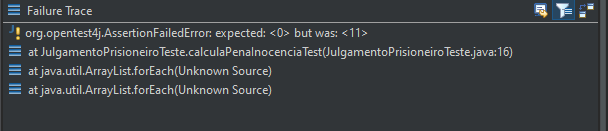 Failure Trace
org.opentest4j.AssertionFailedError: expected: <0> but was: <11>
at JulgamentoPrisioneiroTeste.calculaPenaInocenciaTest(JulgamentoPrisioneiroTeste.java:16)
at java.util.ArrayList.forEach(Unknown Source)
at java.util.ArrayList.forEach(Unknown Source)